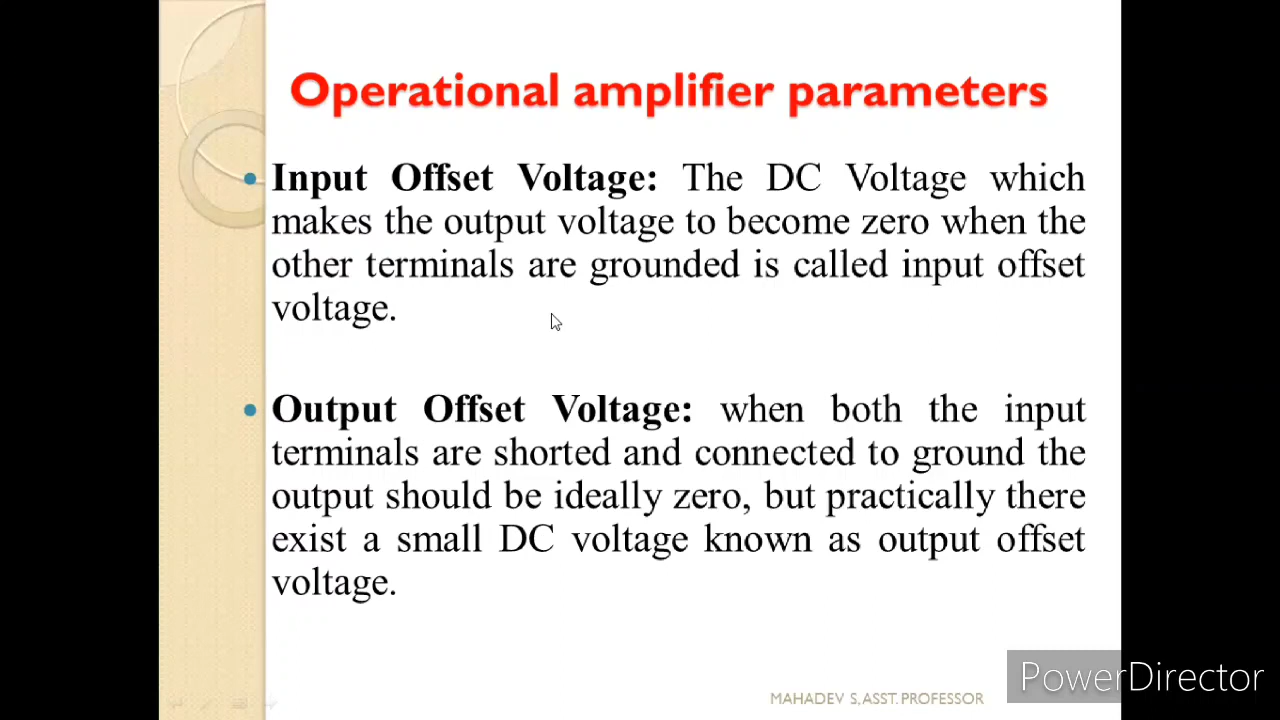 Operational amplifier parameters
• Input Offset Voltage: The DC Voltage which
makes the output voltage to become zero when the
other terminals are grounded is called input offset
voltage.
• Output Offset Voltage: when both the input
terminals are shorted and connected to ground the
output should be ideally zero, but practically there
exist a small DC voltage known as output offset
voltage.
MAHADEV S, ASST. PROFESSOR
PowerDirector